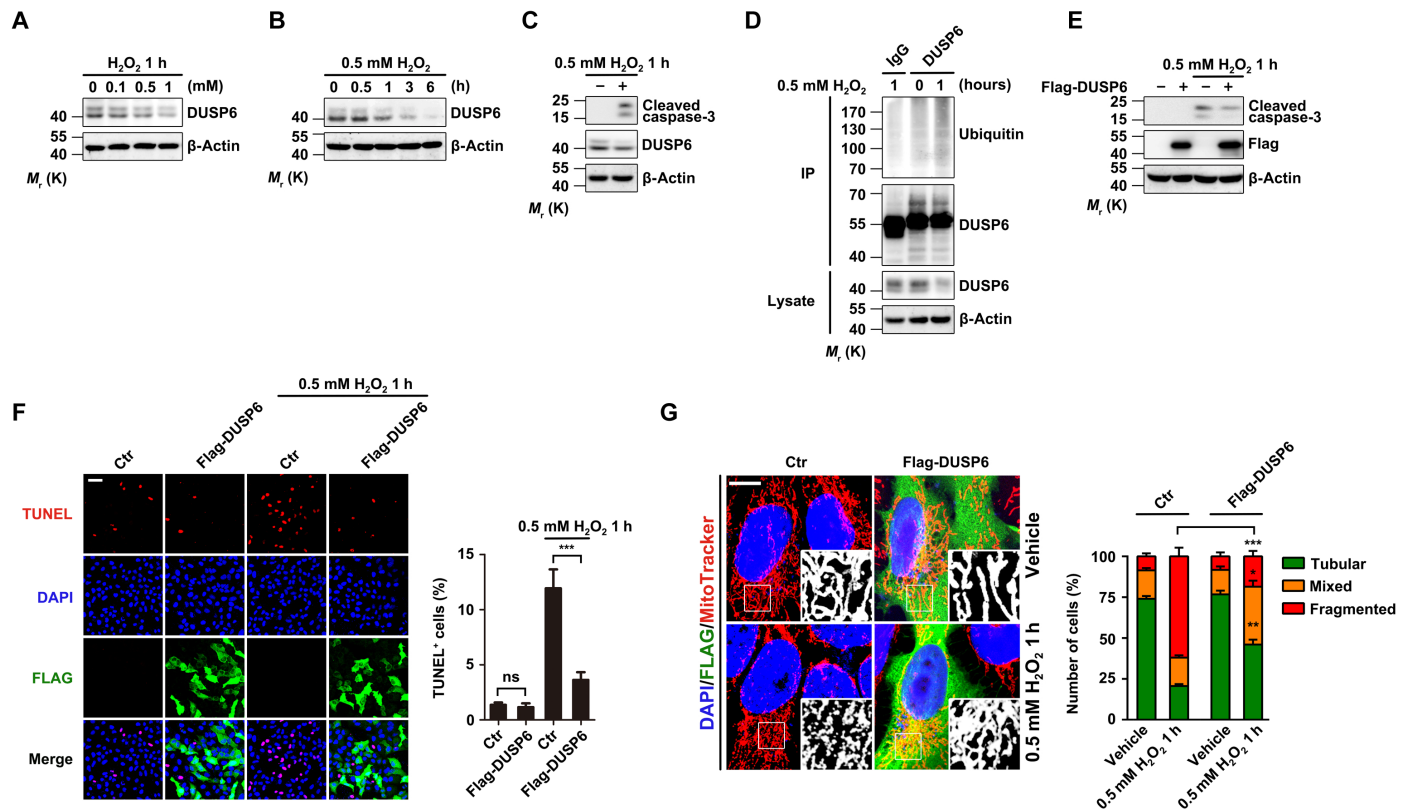 A
H₂O₂ 1 h
0 0.1 0.5 1 (mM)
40 DUSP6
55
40 β-Actin
Mr (K)
B
0.5 mM H₂O₂
0 0.5 1 3 6 (h)
40 DUSP6
55
40 β-Actin
Mr (K)
C
0.5 mM H₂O₂ 1 h
– +
25
15
Cleaved
caspase-3
40 DUSP6
55
40 β-Actin
Mr (K)
D
IgG DUSP6
0.5 mM H₂O₂ 1 0 1 (hours)
170
130
100
70
Ubiquitin
IP
70
55
40
DUSP6
Lysate
40 DUSP6
55
40 β-Actin
Mr (K)
E
0.5 mM H₂O₂ 1 h
Flag-DUSP6 – + – +
25
15
Cleaved
caspase-3
55
40 Flag
55
40 β-Actin
Mr (K)
F
0.5 mM H₂O₂ 1 h
Ctr Flag-DUSP6 Ctr Flag-DUSP6
TUNEL
DAPI
FLAG
Merge
0.5 mM H₂O₂ 1 h
TUNEL⁺ cells (%)
15
10
5
0
ns
***
Ctr
Flag-DUSP6
Ctr
Flag-DUSP6
G
Ctr Flag-DUSP6
DAPI/FLAG/MitoTracker
Vehicle
0.5 mM H₂O₂ 1 h
Ctr Flag-DUSP6
Number of cells (%)
100
75
50
25
0
***
*
**
Tubular
Mixed
Fragmented
Vehicle
0.5 mM H₂O₂ 1 h
Vehicle
0.5 mM H₂O₂ 1 h